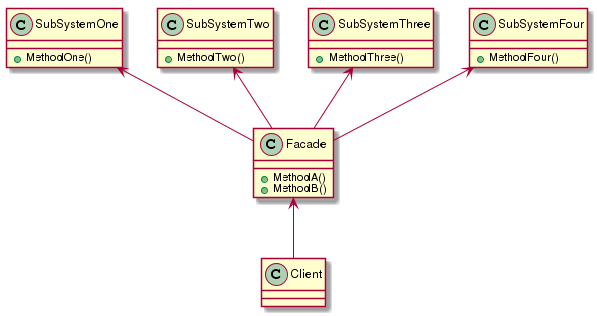 C SubSystemOne
MethodOne()
C SubSystemTwo
MethodTwo()
C SubSystemThree
MethodThree()
C SubSystemFour
MethodFour()
C Facade
MethodA()
MethodB()
C Client